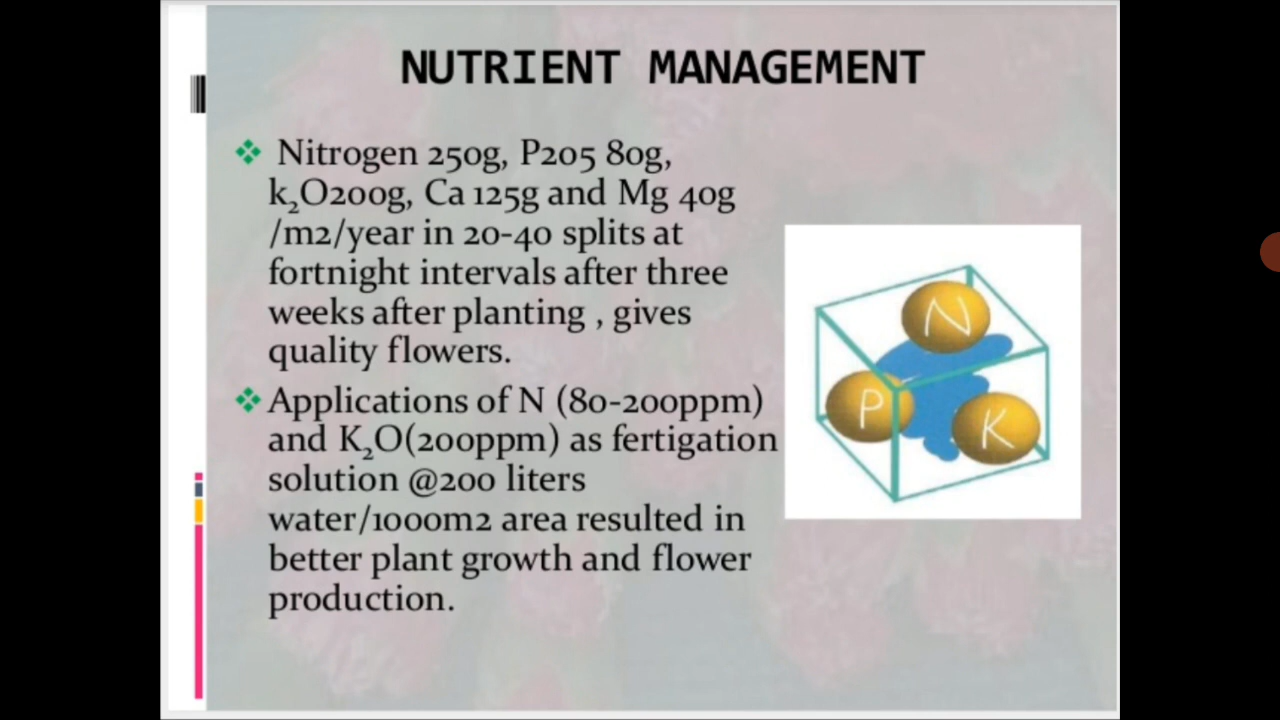 NUTRIENT MANAGEMENT
Nitrogen 250g, P205 80g,
k₂O200g, Ca 125g and Mg 40g
/m2/year in 20-40 splits at
fortnight intervals after three
weeks after planting , gives
quality flowers.
Applications of N (80-200ppm)
and K₂O(200ppm) as fertigation
solution @200 liters
water/1000m2 area resulted in
better plant growth and flower
production.
N
P
K